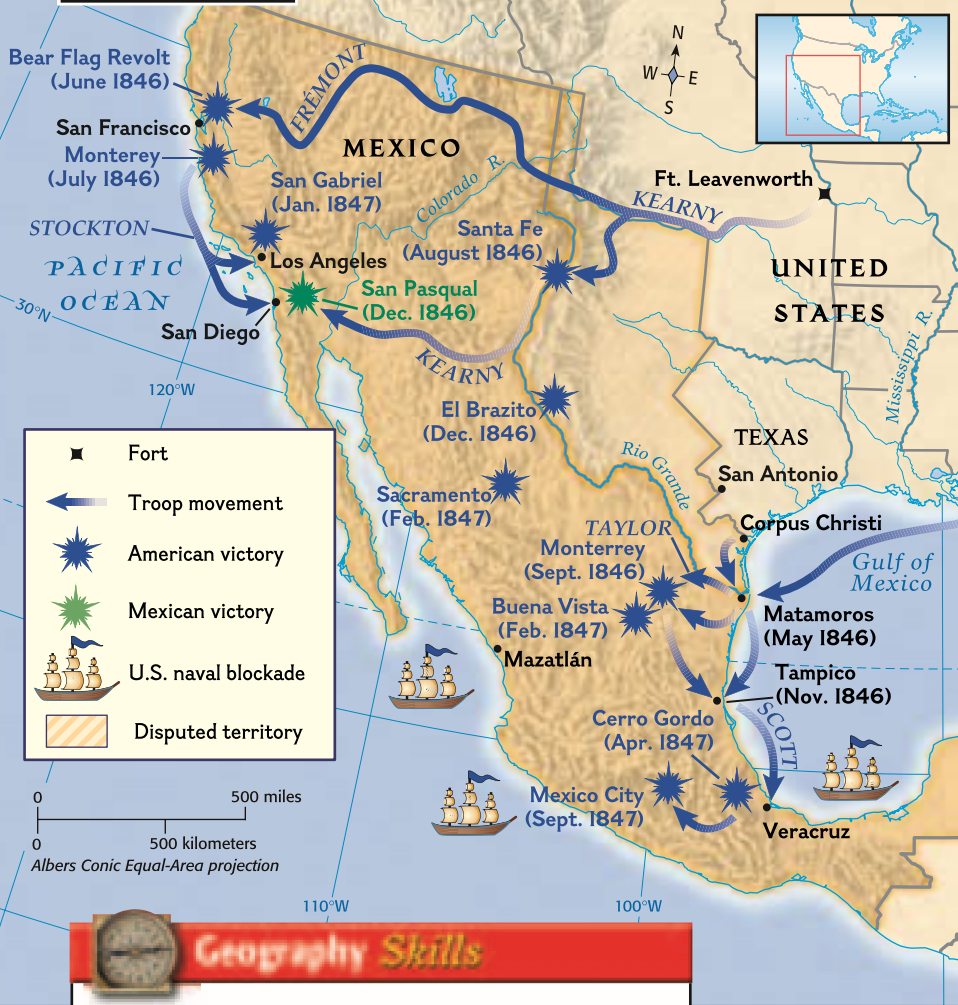 Bear Flag Revolt
(June 1846)
FRÉMONT
N
W
E
S
San Francisco
MEXICO
Monterey
(July 1846)
San Gabriel
(Jan. 1847)
Colorado R.
Ft. Leavenworth
KEARNY
STOCKTON
Santa Fe
(August 1846)
PACIFIC
OCEAN
Los Angeles
UNITED
STATES
San Pasqual
(Dec. 1846)
30°N
San Diego
KEARNY
Mississippi R.
120°W
El Brazito
(Dec. 1846)
TEXAS
Rio Grande
San Antonio
Sacramento
(Feb. 1847)
Corpus Christi
TAYLOR
Monterrey
(Sept. 1846)
Gulf of
Mexico
Buena Vista
(Feb. 1847)
Matamoros
(May 1846)
Mazatlán
Tampico
(Nov. 1846)
Cerro Gordo
(Apr. 1847)
SCOTT
Mexico City
(Sept. 1847)
Veracruz
Fort
Troop movement
American victory
Mexican victory
U.S. naval blockade
Disputed territory
0
500 miles
0
500 kilometers
Albers Conic Equal-Area projection
110°W
100°W
Geography Skills